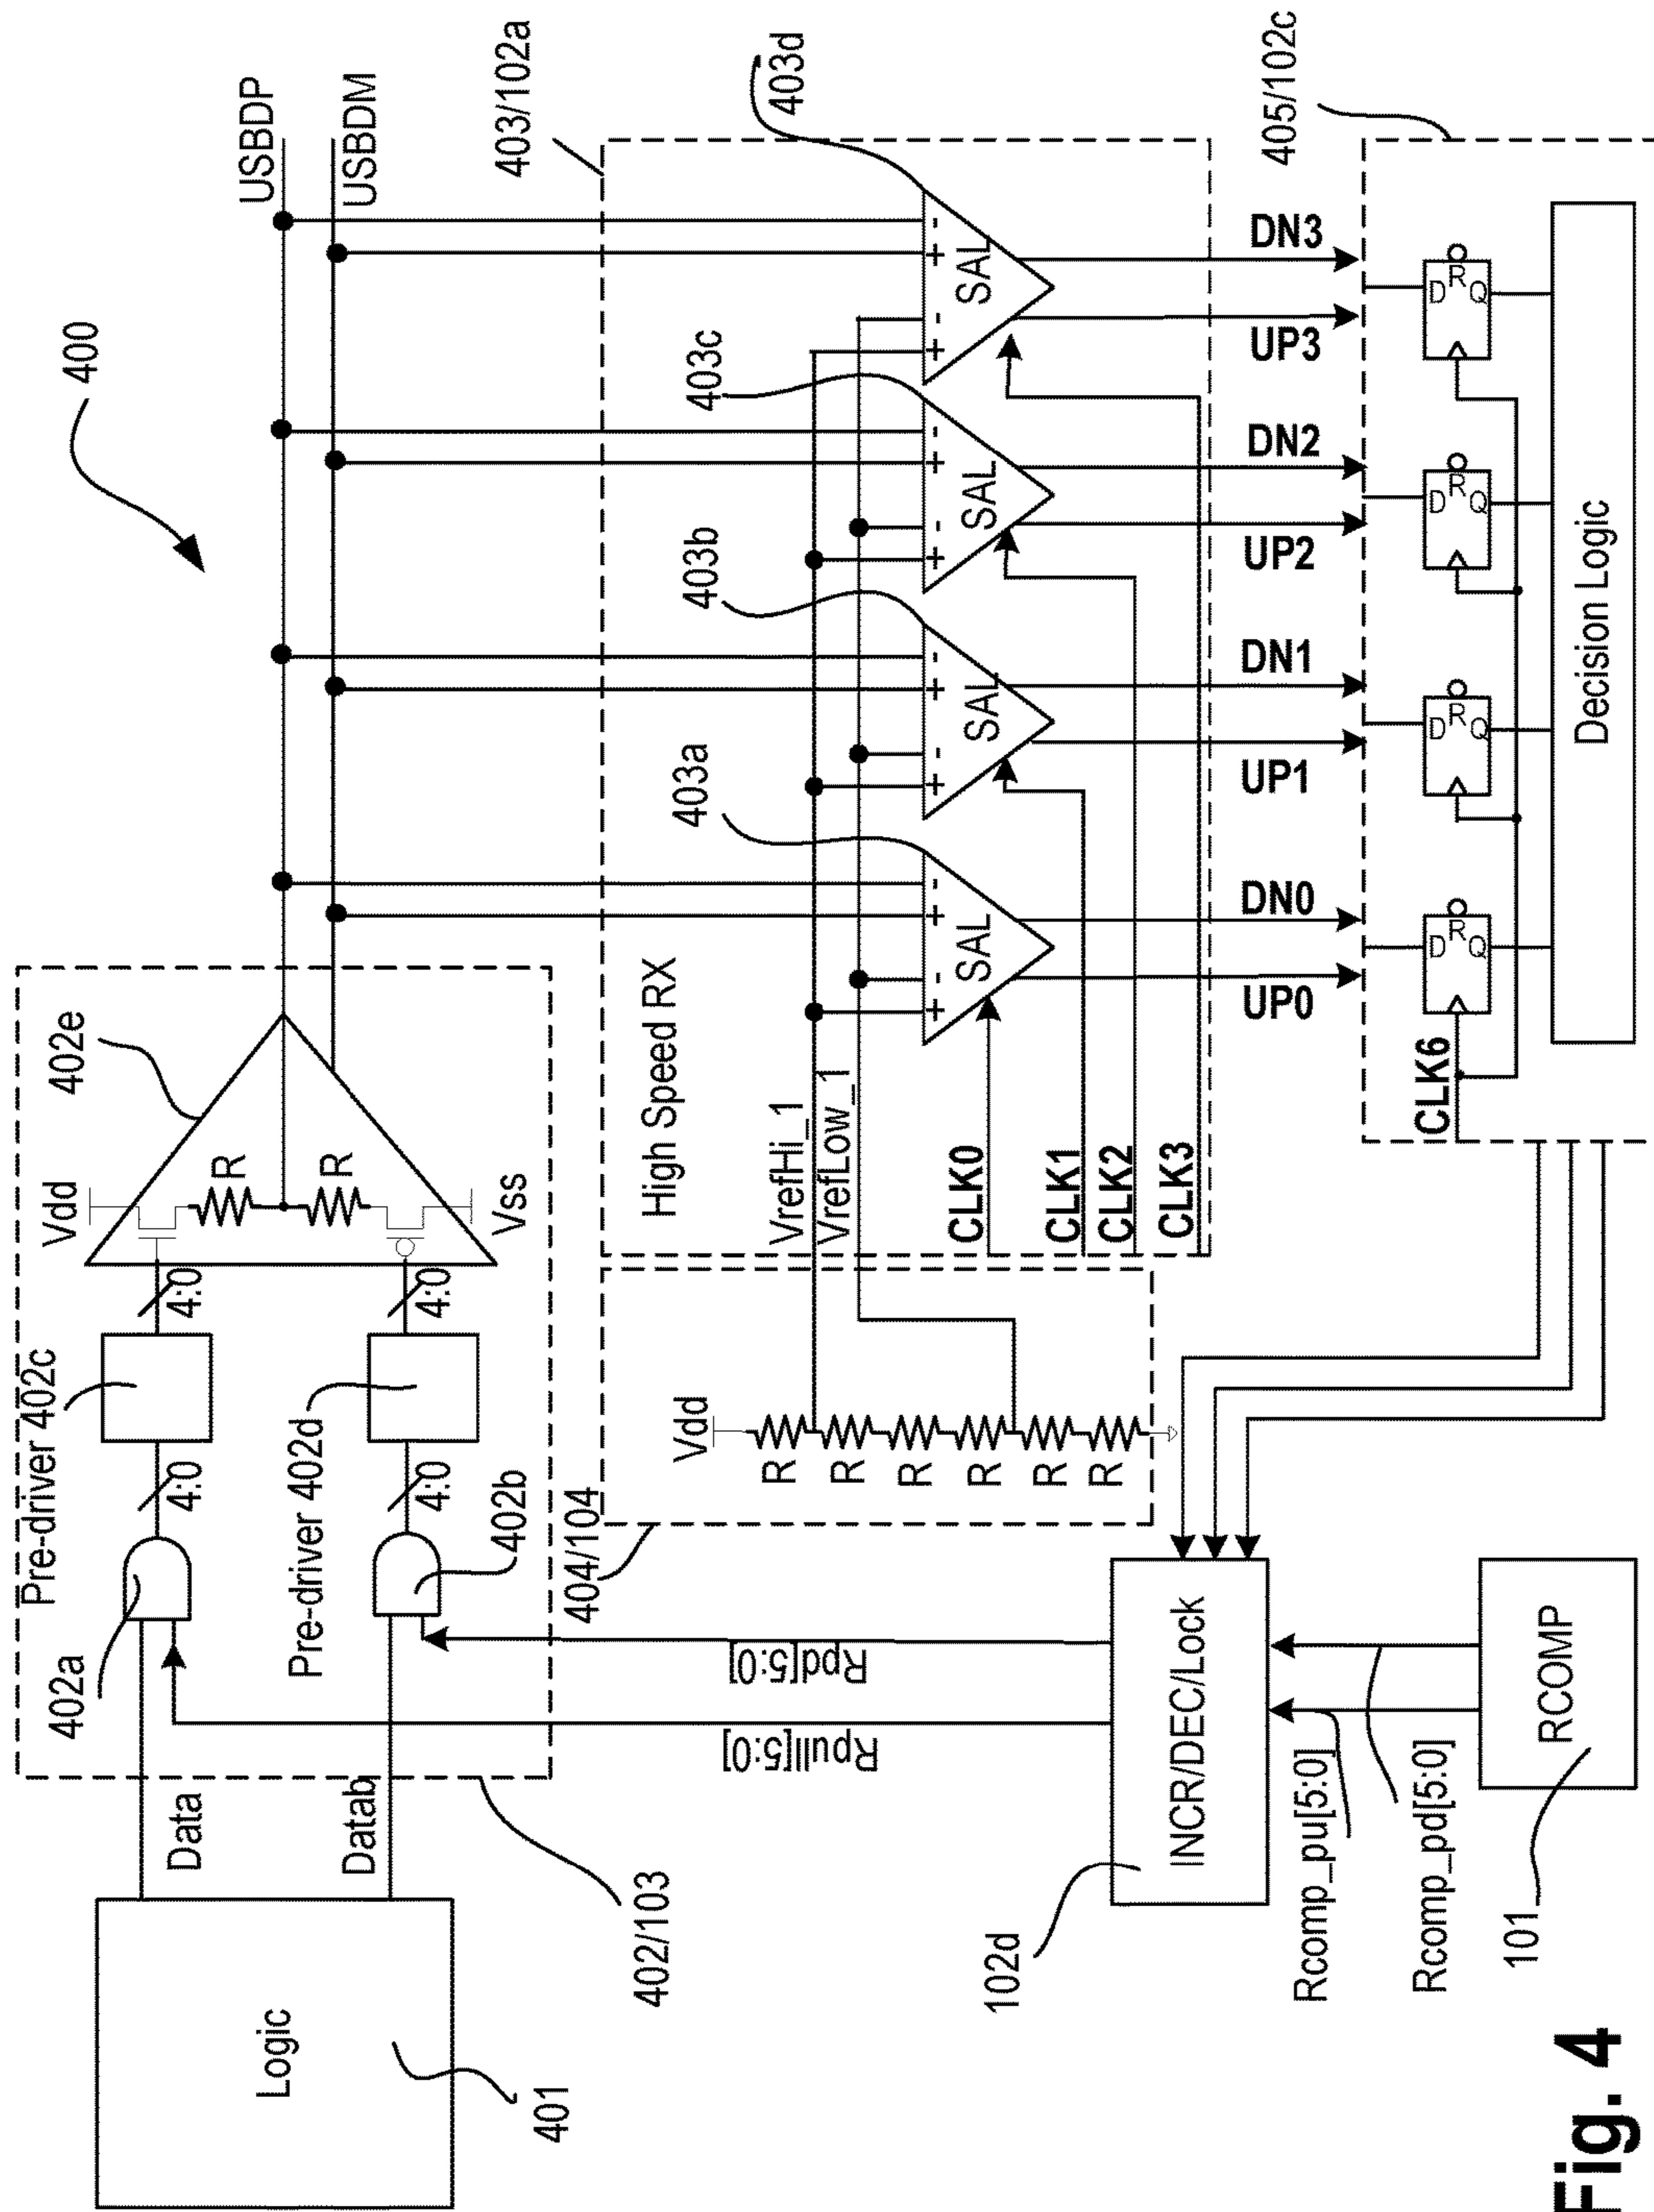 400
Logic
401
Data
Datab
402/103
402a
402b
Pre-driver 402c
Pre-driver 402d
4:0
4:0
4:0
4:0
402e
Vdd
R
R
Vss
USBDP
USBDM
403/102a
High Speed RX
VrefHi_1
VrefLow_1
403a
403b
403c
403d
+ - + -
+ - + -
+ - + -
+ - + -
SAL
SAL
SAL
SAL
CLK0
CLK1
CLK2
CLK3
404/104
Vdd
R
R
R
R
R
R
UP0
DN0
UP1
DN1
UP2
DN2
UP3
DN3
405/102c
CLK6
D R Q
D R Q
D R Q
D R Q
Decision Logic
Rpull[5:0]
Rpd[5:0]
102d
INCR/DEC/Lock
Rcomp_pu[5:0]
Rcomp_pd[5:0]
101
RCOMP
Fig. 4